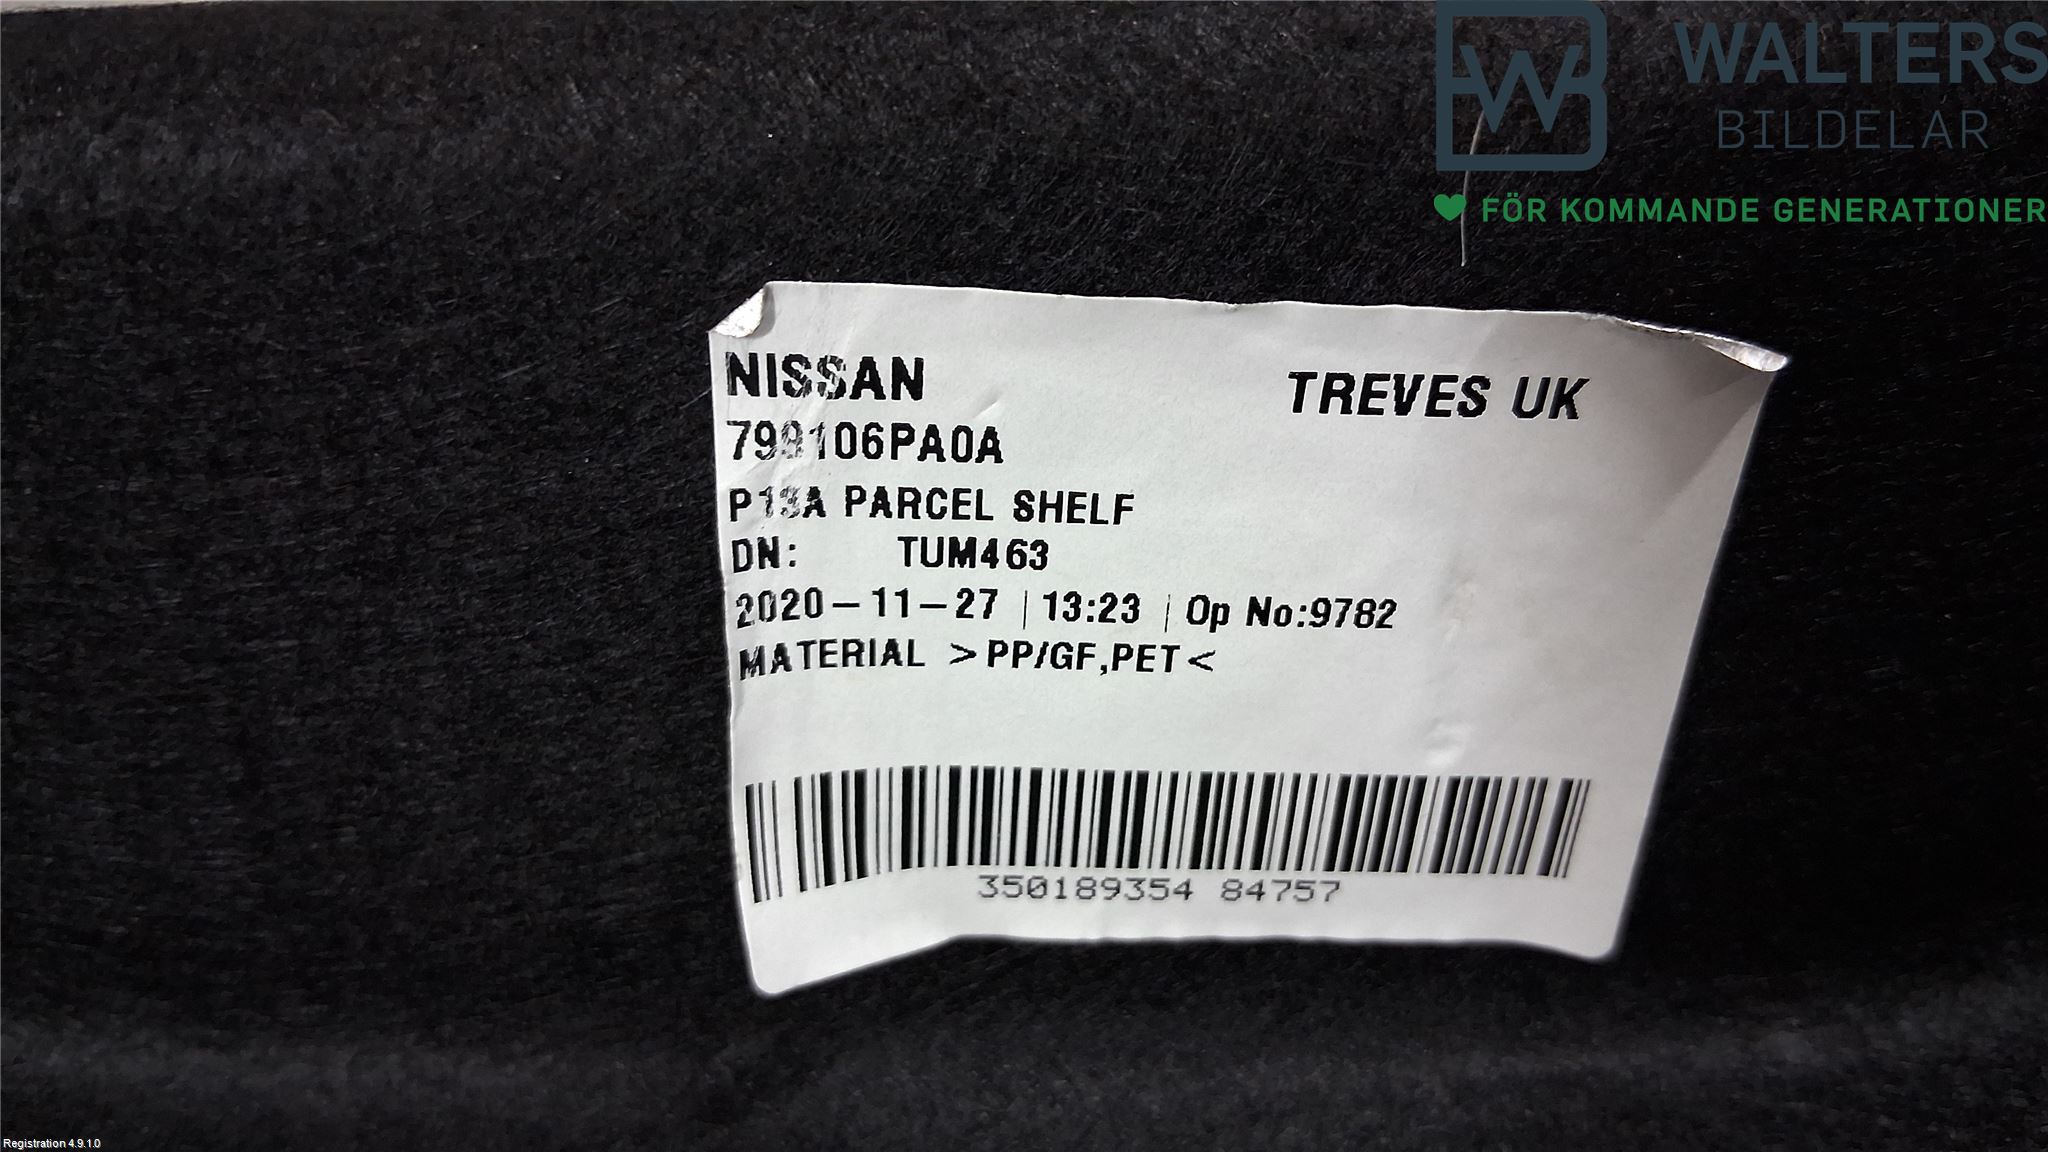 WALTERS
BILDELAR
FÖR KOMMANDE GENERATIONER
NISSAN
TREVES UK
799106PA0A
P13A PARCEL SHELF
DN: TUM463
2020-11-27 | 13:23 | Op No:9782
MATERIAL >PP/GF,PET<
350189354 84757
Registration 4.9.1.0